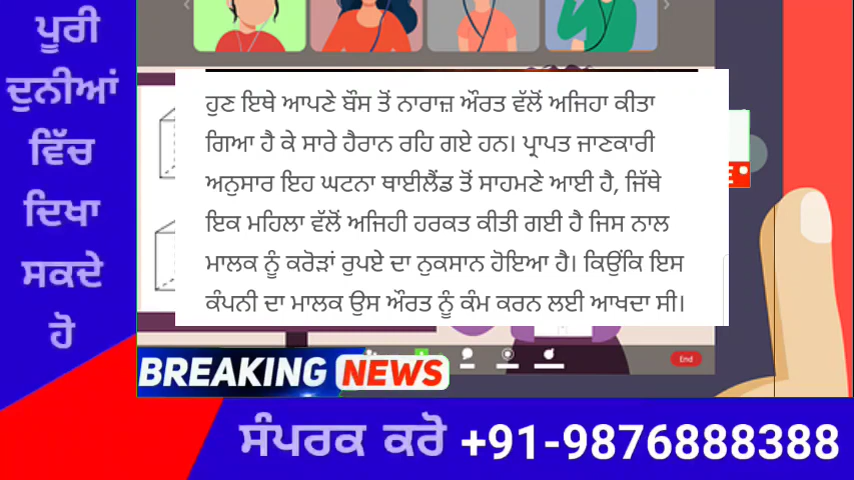 ਪੂਰੀ
ਦੁਨੀਆਂ
ਵਿੱਚ
ਦਿਖਾ
ਸਕਦੇ
ਹੋ
ਹੁਣ ਇਥੇ ਆਪਣੇ ਬੌਸ ਤੋਂ ਨਾਰਾਜ਼ ਔਰਤ ਵੱਲੋਂ ਅਜਿਹਾ ਕੀਤਾ
ਗਿਆ ਹੈ ਕੇ ਸਾਰੇ ਹੈਰਾਨ ਰਹਿ ਗਏ ਹਨ। ਪ੍ਰਾਪਤ ਜਾਣਕਾਰੀ
ਅਨੁਸਾਰ ਇਹ ਘਟਨਾ ਥਾਈਲੈਂਡ ਤੋਂ ਸਾਹਮਣੇ ਆਈ ਹੈ, ਜਿੱਥੇ
ਇਕ ਮਹਿਲਾ ਵੱਲੋਂ ਅਜਿਹੀ ਹਰਕਤ ਕੀਤੀ ਗਈ ਹੈ ਜਿਸ ਨਾਲ
ਮਾਲਕ ਨੂੰ ਕਰੋੜਾਂ ਰੁਪਏ ਦਾ ਨੁਕਸਾਨ ਹੋਇਆ ਹੈ। ਕਿਉਂਕਿ ਇਸ
ਕੰਪਨੀ ਦਾ ਮਾਲਕ ਉਸ ਔਰਤ ਨੂੰ ਕੰਮ ਕਰਨ ਲਈ ਆਖਦਾ ਸੀ।
End
BREAKING NEWS
ਸੰਪਰਕ ਕਰੋ +91-9876888388